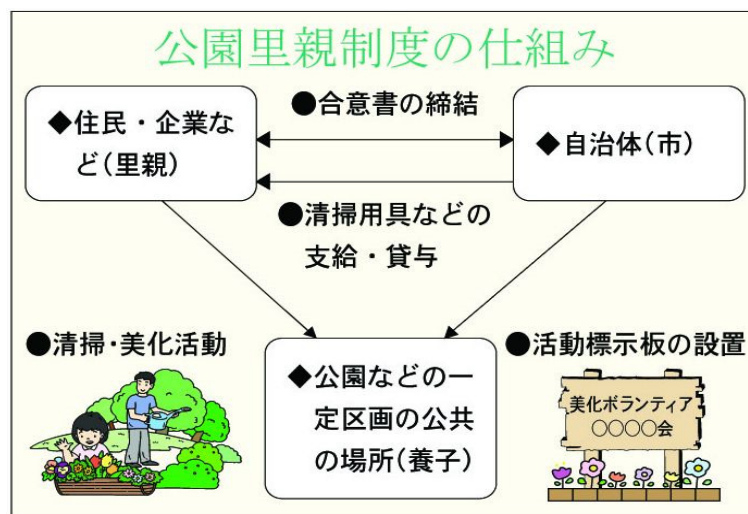 公園里親制度の仕組み
●合意書の締結
◆住民・企業な
ど(里親)
◆自治体(市)
●清掃用具などの
支給・貸与
●清掃・美化活動
●活動標示板の設置
◆公園などの一
定区画の公共
の場所(養子)
美化ボランティア
○○○○会